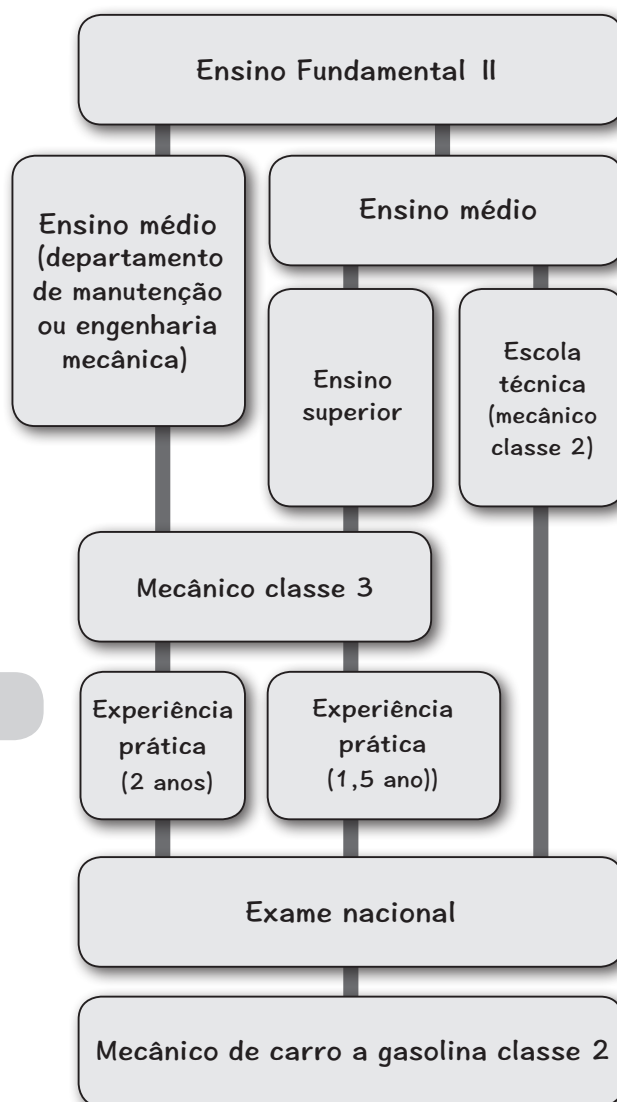 Ensino Fundamental II
Ensino médio
(departamento
de manutenção
ou engenharia
mecânica)
Ensino médio
Ensino
superior
Escola
técnica
(mecânico
classe 2)
Mecânico classe 3
Experiência
prática
(2 anos)
Experiência
prática
(1,5 ano))
Exame nacional
Mecânico de carro a gasolina classe 2